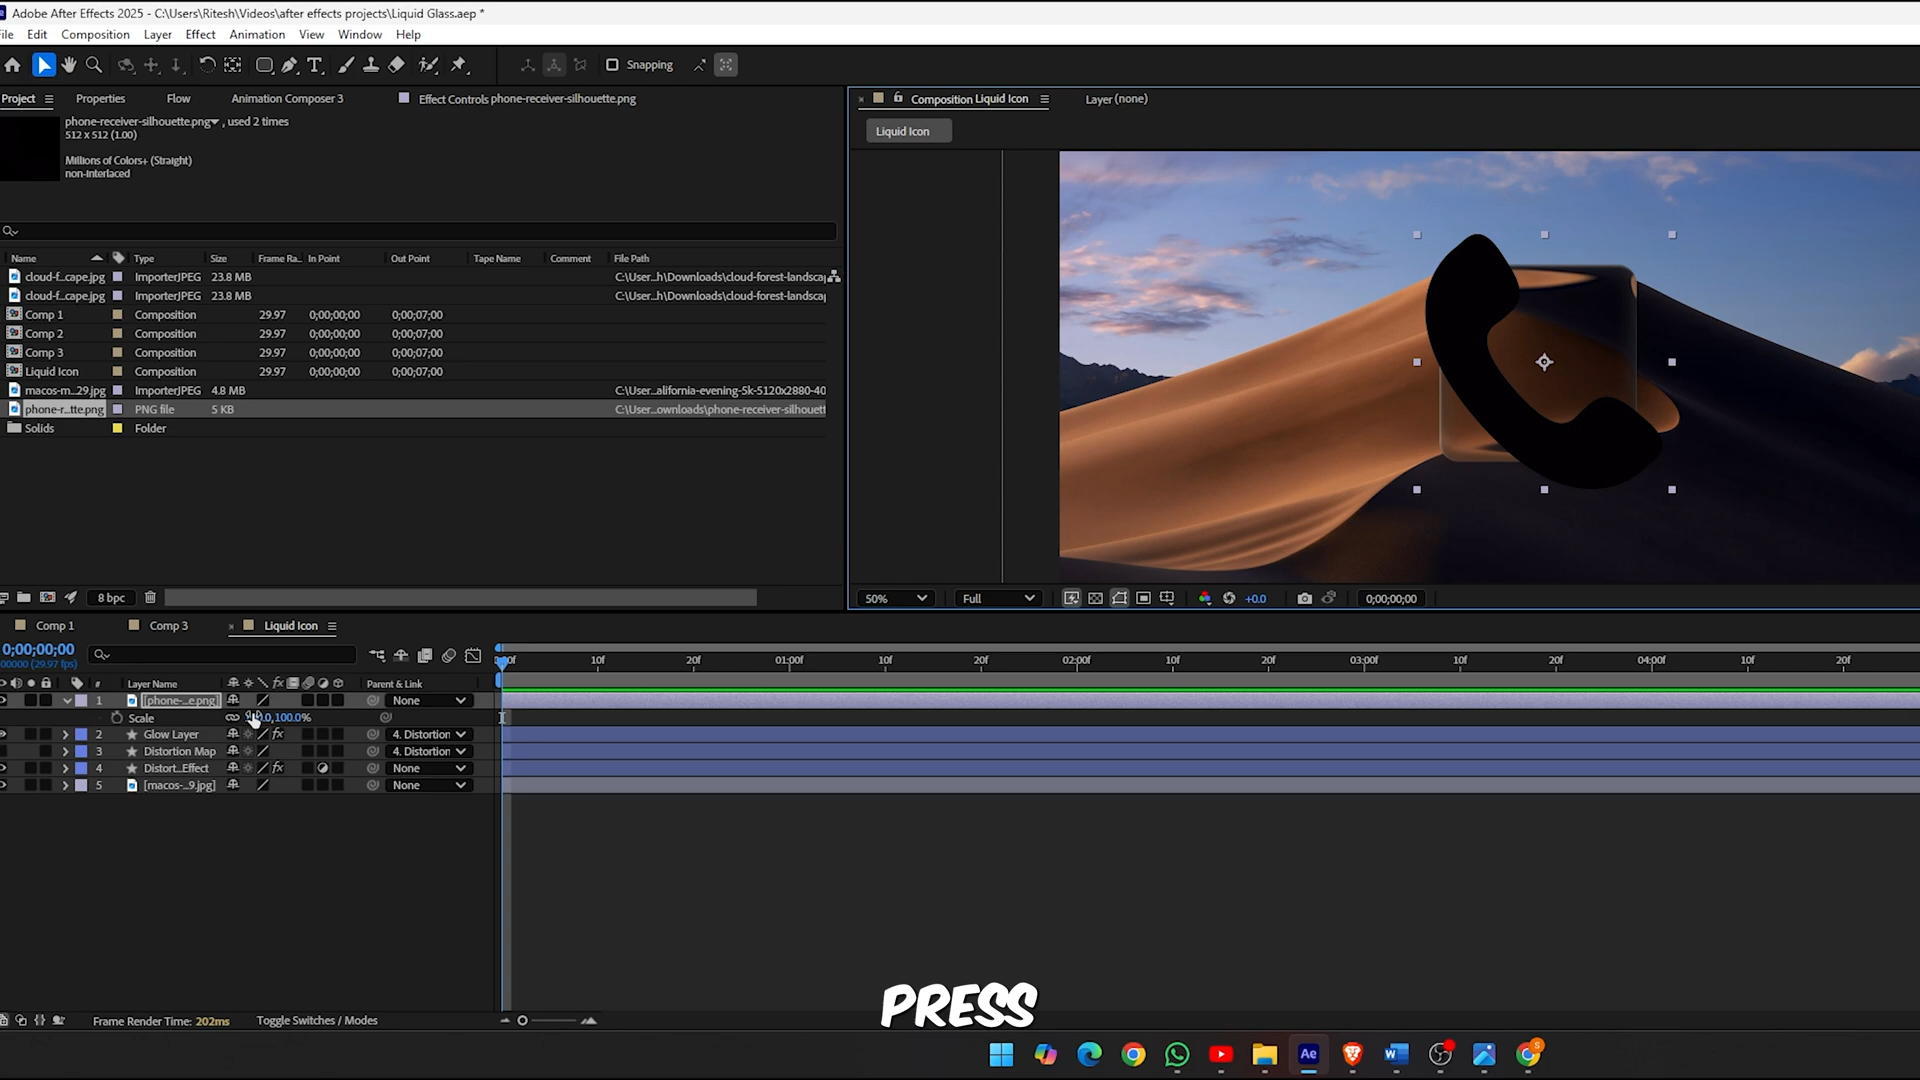 Adobe After Effects 2025 - C:\Users\Ritesh\Videos\after effects projects\Liquid Glass.aep *
File Edit Composition Layer Effect Animation View Window Help
Snapping
Project Properties Flow Animation Composer 3 Effect Controls phone-receiver-silhouette.png
Composition Liquid Icon Layer (none)
Liquid Icon
phone-receiver-silhouette.png , used 2 times
512 x 512 (1.00)
Millions of Colors+ (Straight)
non-interlaced
Name Type Size Frame Ra.. In Point Out Point Tape Name Comment File Path
cloud-f...cape.jpg ImporterJPEG 23.8 MB C:\User...h\Downloads\cloud-forest-landscap
cloud-f...cape.jpg ImporterJPEG 23.8 MB C:\User...h\Downloads\cloud-forest-landscap
Comp 1 Composition 29.97 0;00;00;00 0;00;07;00
Comp 2 Composition 29.97 0;00;00;00 0;00;07;00
Comp 3 Composition 29.97 0;00;00;00 0;00;07;00
Liquid Icon Composition 29.97 0;00;00;00 0;00;07;00
macos-m...29.jpg ImporterJPEG 4.8 MB C:\User...alifornia-evening-5k-5120x2880-40
phone-r...tte.png PNG file 5 KB C:\User...ownloads\phone-receiver-silhouett
Solids Folder
8 bpc
50% Full +0.0 0;00;00;00
Comp 1 Comp 3 Liquid Icon
0;00;00;00
00000 (29.97 fps)
:00f 10f 20f 01:00f 10f 20f 02:00f 10f 20f 03:00f 10f 20f 04:00f 10f 20f
# Layer Name fx Parent & Link
1 [phone-...e.png] None
Scale 100.0%
2 Glow Layer fx 4. Distortion
3 Distortion Map 4. Distortion
4 Distort...Effect fx None
5 [macos-...9.jpg] None
PRESS
Frame Render Time: 202ms Toggle Switches / Modes
Ae